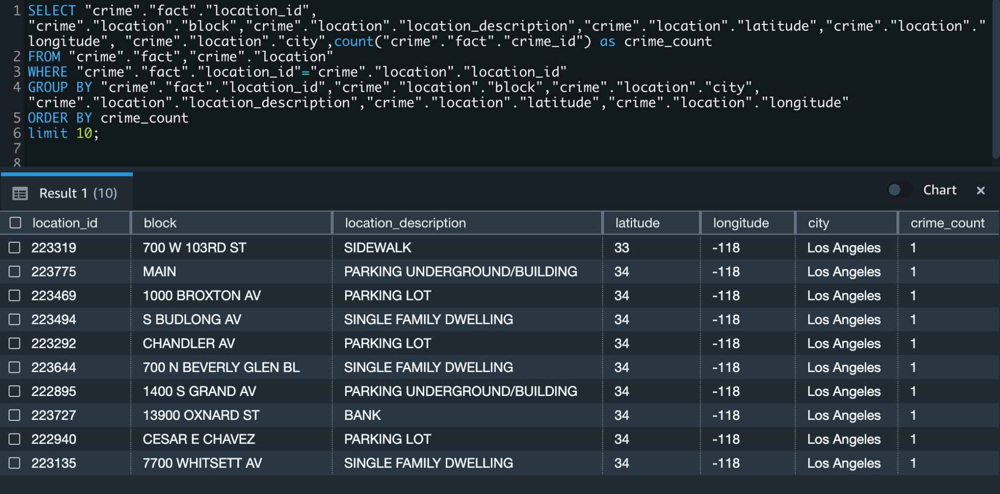 1 SELECT "crime"."fact"."location_id",
"crime"."location"."block","crime"."location"."location_description","crime"."location"."latitude","crime"."location"."
longitude", "crime"."location"."city",count("crime"."fact"."crime_id") as crime_count
2 FROM "crime"."fact","crime"."location"
3 WHERE "crime"."fact"."location_id"="crime"."location"."location_id"
4 GROUP BY "crime"."fact"."location_id","crime"."location"."block","crime"."location"."city",
"crime"."location"."location_description","crime"."location"."latitude","crime"."location"."longitude"
5 ORDER BY crime_count
6 limit 10;
7
8
Result 1 (10) Chart ×
location_id block location_description latitude longitude city crime_count
223319 700 W 103RD ST SIDEWALK 33 -118 Los Angeles 1
223775 MAIN PARKING UNDERGROUND/BUILDING 34 -118 Los Angeles 1
223469 1000 BROXTON AV PARKING LOT 34 -118 Los Angeles 1
223494 S BUDLONG AV SINGLE FAMILY DWELLING 34 -118 Los Angeles 1
223292 CHANDLER AV PARKING LOT 34 -118 Los Angeles 1
223644 700 N BEVERLY GLEN BL SINGLE FAMILY DWELLING 34 -118 Los Angeles 1
222895 1400 S GRAND AV PARKING UNDERGROUND/BUILDING 34 -118 Los Angeles 1
223727 13900 OXNARD ST BANK 34 -118 Los Angeles 1
222940 CESAR E CHAVEZ PARKING LOT 34 -118 Los Angeles 1
223135 7700 WHITSETT AV SINGLE FAMILY DWELLING 34 -118 Los Angeles 1